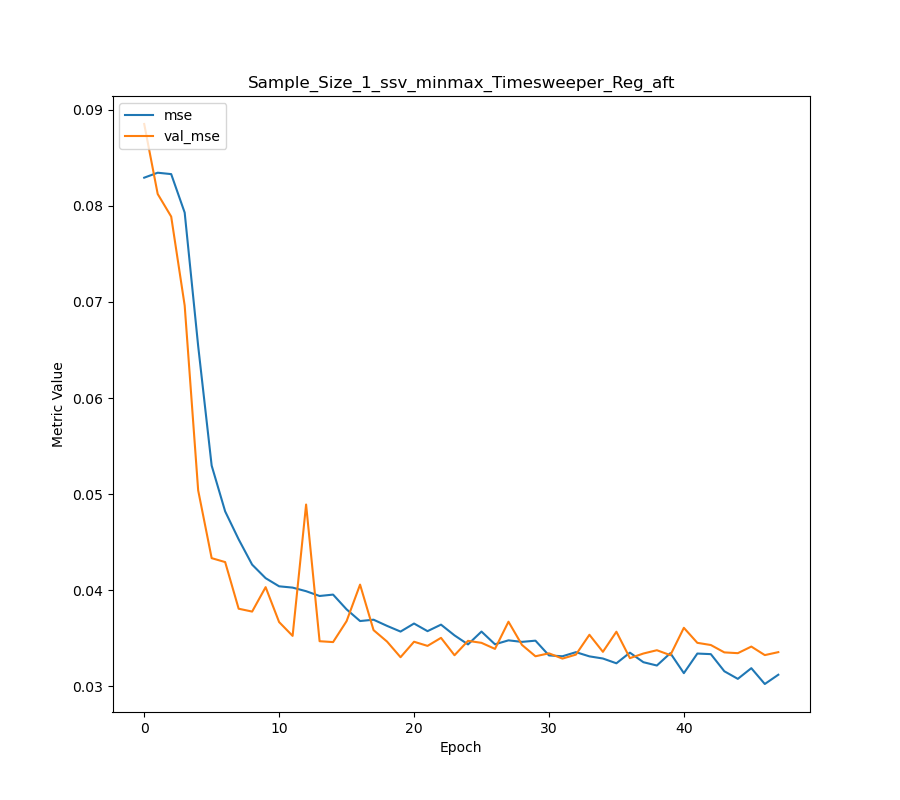 Sample_Size_1_ssv_minmax_Timesweeper_Reg_aft
mse
val_mse
0.09
0.08
0.07
0.06
0.05
0.04
0.03
Metric Value
0 10 20 30 40
Epoch